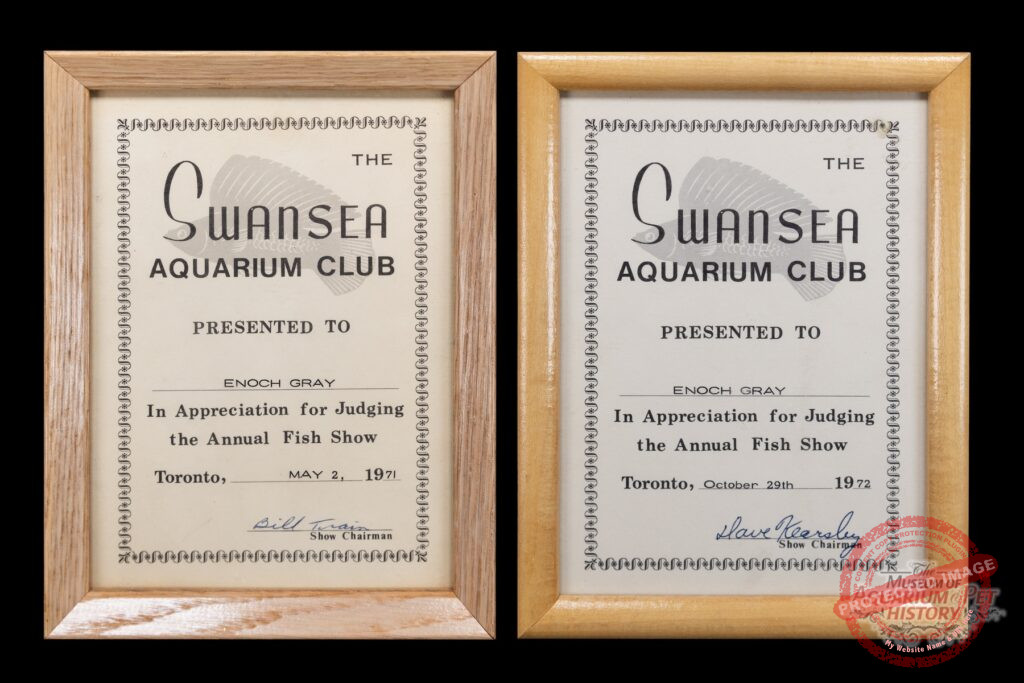 THE
SWANSEA
AQUARIUM CLUB
PRESENTED TO
ENOCH GRAY
In Appreciation for Judging
the Annual Fish Show
Toronto, MAY 2, 1971
Bill Train
Show Chairman
THE
SWANSEA
AQUARIUM CLUB
PRESENTED TO
ENOCH GRAY
In Appreciation for Judging
the Annual Fish Show
Toronto, October 29th 1972
Dave Kearsley
Show Chairman
The
MUSEUM OF
AQUARIUM & PET
HISTORY
IMAGE
My Website Name